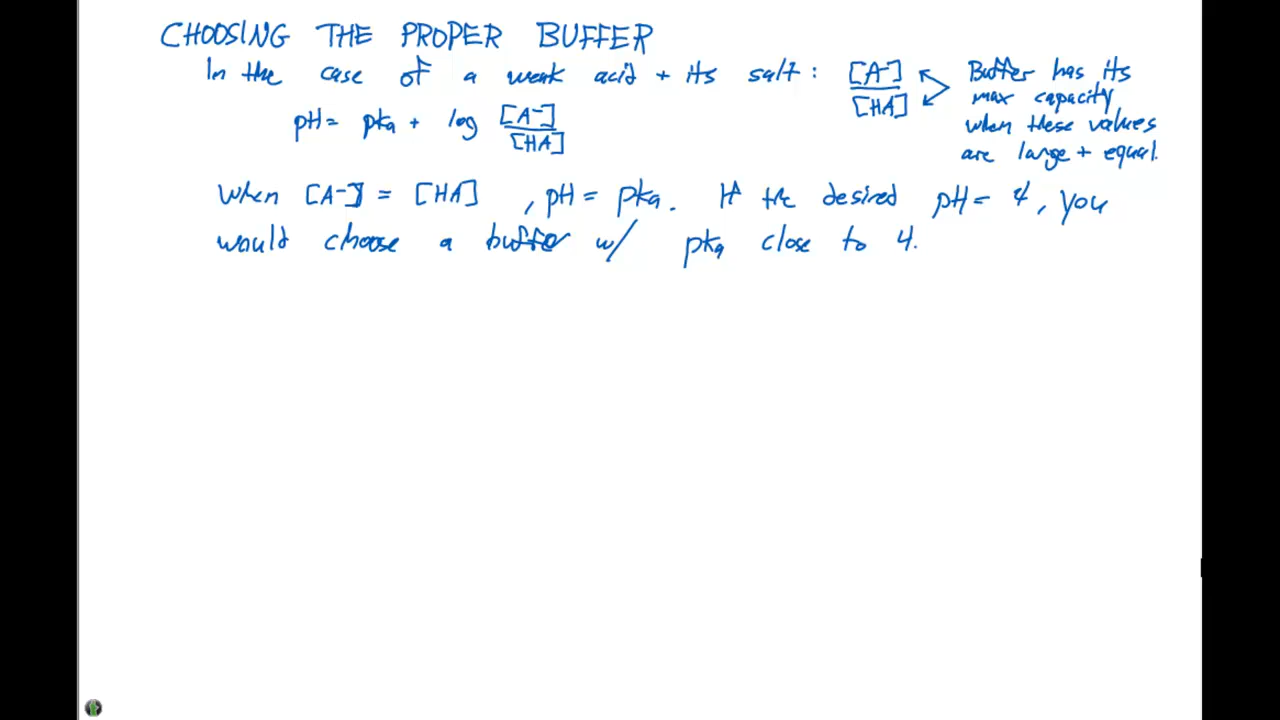 CHOOSING THE PROPER BUFFER
In the case of a weak acid + its salt: [A-] / [HA]
Buffer has its
max capacity
when these values
are large + equal.
pH = pka + log [A-] / [HA]
When [A-] = [HA] , pH = pka. If the desired pH = 4, you
would choose a buffer w/ pka close to 4.